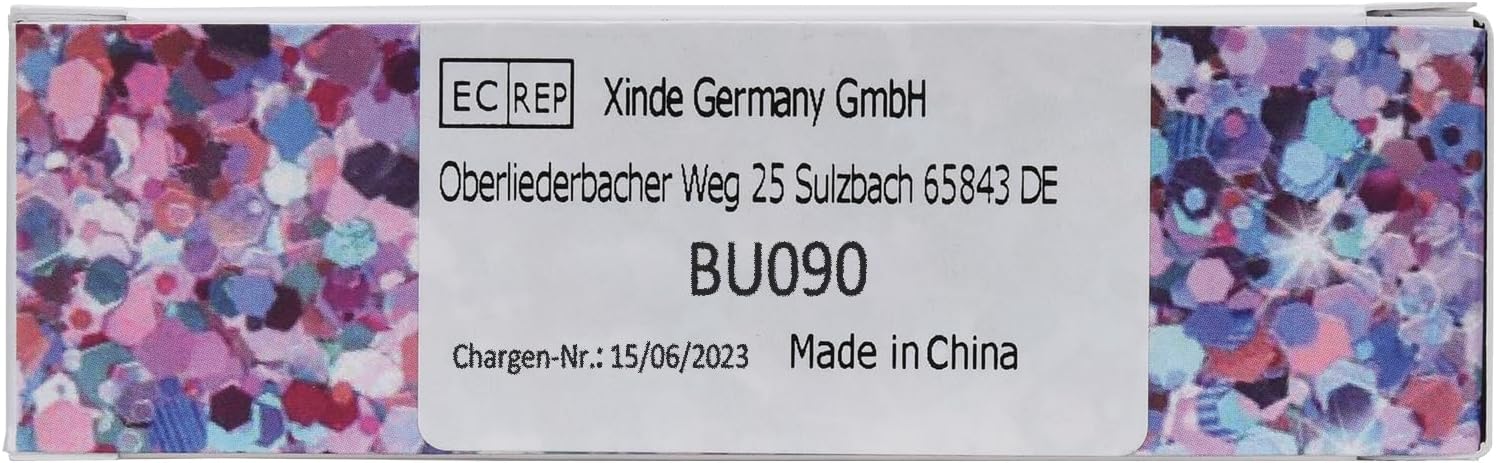 EC REP Xinde Germany GmbH
Oberliederbacher Weg 25 Sulzbach 65843 DE
BU090
Chargen-Nr.: 15/06/2023 Made in China